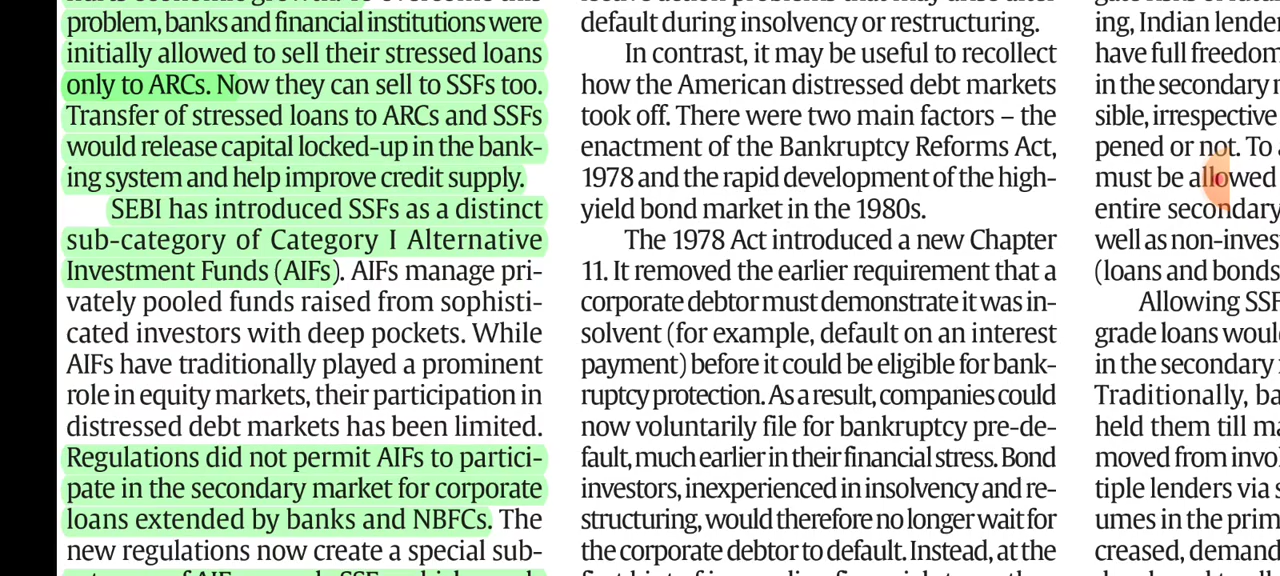 problem, banks and financial institutions were
initially allowed to sell their stressed loans
only to ARCs. Now they can sell to SSFs too.
Transfer of stressed loans to ARCs and SSFs
would release capital locked-up in the bank-
ing system and help improve credit supply.
SEBI has introduced SSFs as a distinct
sub-category of Category I Alternative
Investment Funds (AIFs). AIFs manage pri-
vately pooled funds raised from sophisti-
cated investors with deep pockets. While
AIFs have traditionally played a prominent
role in equity markets, their participation in
distressed debt markets has been limited.
Regulations did not permit AIFs to partici-
pate in the secondary market for corporate
loans extended by banks and NBFCs. The
new regulations now create a special sub-
default during insolvency or restructuring.
In contrast, it may be useful to recollect
how the American distressed debt markets
took off. There were two main factors – the
enactment of the Bankruptcy Reforms Act,
1978 and the rapid development of the high-
yield bond market in the 1980s.
The 1978 Act introduced a new Chapter
11. It removed the earlier requirement that a
corporate debtor must demonstrate it was in-
solvent (for example, default on an interest
payment) before it could be eligible for bank-
ruptcy protection. As a result, companies could
now voluntarily file for bankruptcy pre-de-
fault, much earlier in their financial stress. Bond
investors, inexperienced in insolvency and re-
structuring, would therefore no longer wait for
the corporate debtor to default. Instead, at the
ing, Indian lende
have full freedom
in the secondary
sible, irrespective
pened or not. To
must be allowed
entire secondary
well as non-inves
(loans and bonds
Allowing SSF
grade loans woul
in the secondary
Traditionally, ba
held them till ma
moved from invo
tiple lenders via
umes in the prim
creased, demand